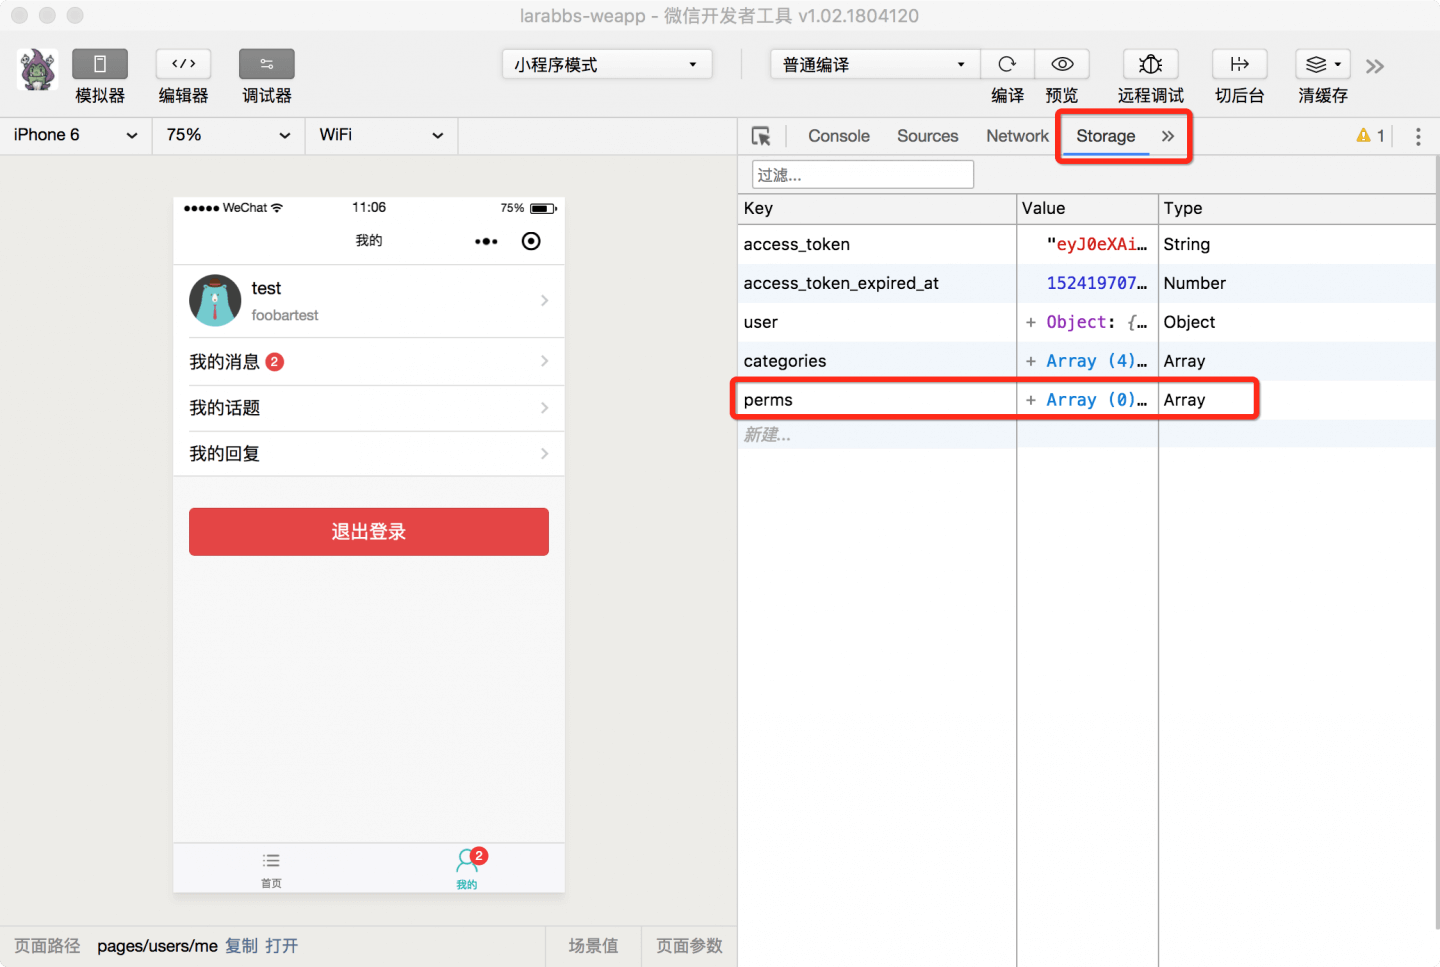 larabbs-weapp - 微信开发者工具 v1.02.1804120
模拟器 编辑器 调试器 小程序模式 普通编译 编译 预览 远程调试 切后台 清缓存
iPhone 6 75% WiFi
Console Sources Network Storage 1
过滤...
Key Value Type
access_token "eyJ0eXAi... String
access_token_expired_at 152419707... Number
user + Object: {... Object
categories + Array (4)... Array
perms + Array (0)... Array
新建...
WeChat 11:06 75%
我的
test
foobartest
我的消息 2
我的话题
我的回复
退出登录
首页 我的 2
页面路径 pages/users/me 复制 打开 场景值 页面参数